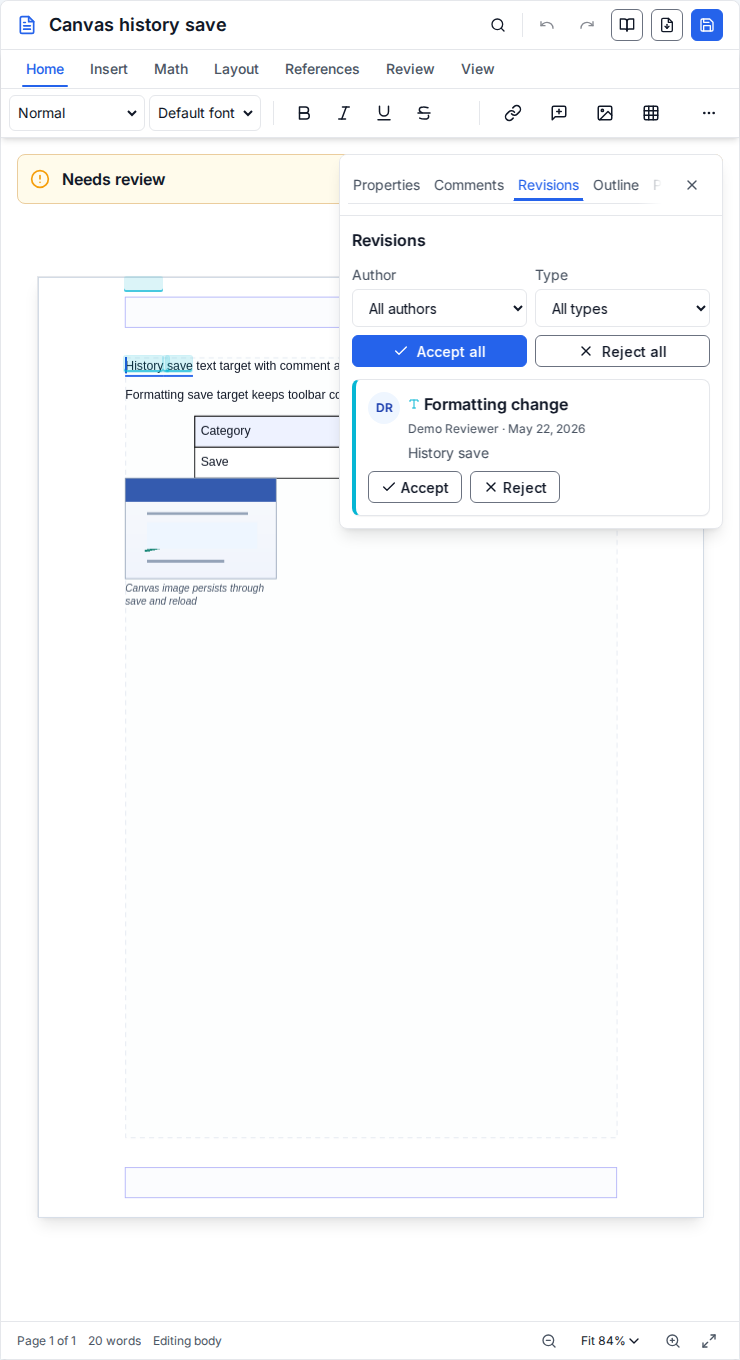 Canvas history save
Home Insert Math Layout References Review View
Normal Default font
Needs review
Properties Comments Revisions Outline
Revisions
Author Type
All authors All types
Accept all Reject all
DR Formatting change
Demo Reviewer · May 22, 2026
History save
Accept Reject
History save text target with comment a
Formatting save target keeps toolbar co
Category
Save
Canvas image persists through
save and reload
Page 1 of 1 20 words Editing body Fit 84%